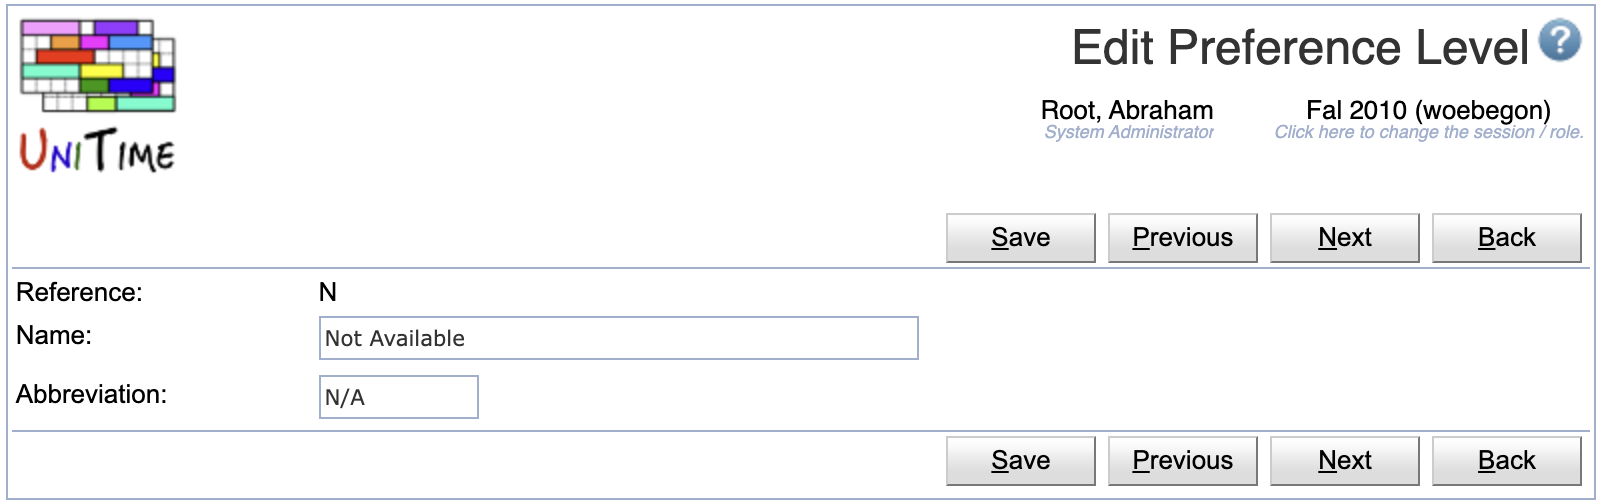 UniTime
Edit Preference Level ?
Root, Abraham Fal 2010 (woebegon)
System Administrator Click here to change the session / role.
Save Previous Next Back
Reference: N
Name: Not Available
Abbreviation: N/A
Save Previous Next Back